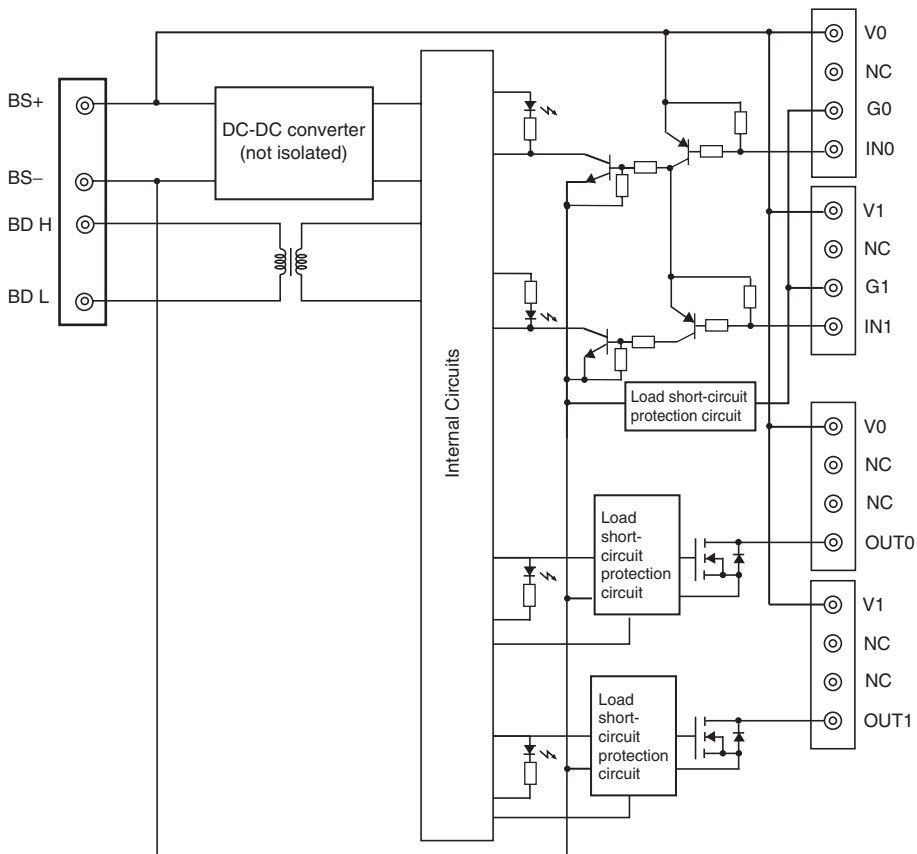 BS+
BS−
BD H
BD L
DC-DC converter
(not isolated)
Internal Circuits
V0
NC
G0
IN0
V1
NC
G1
IN1
Load short-circuit
protection circuit
V0
NC
NC
OUT0
Load
short-
circuit
protection
circuit
V1
NC
NC
OUT1
Load
short-
circuit
protection
circuit